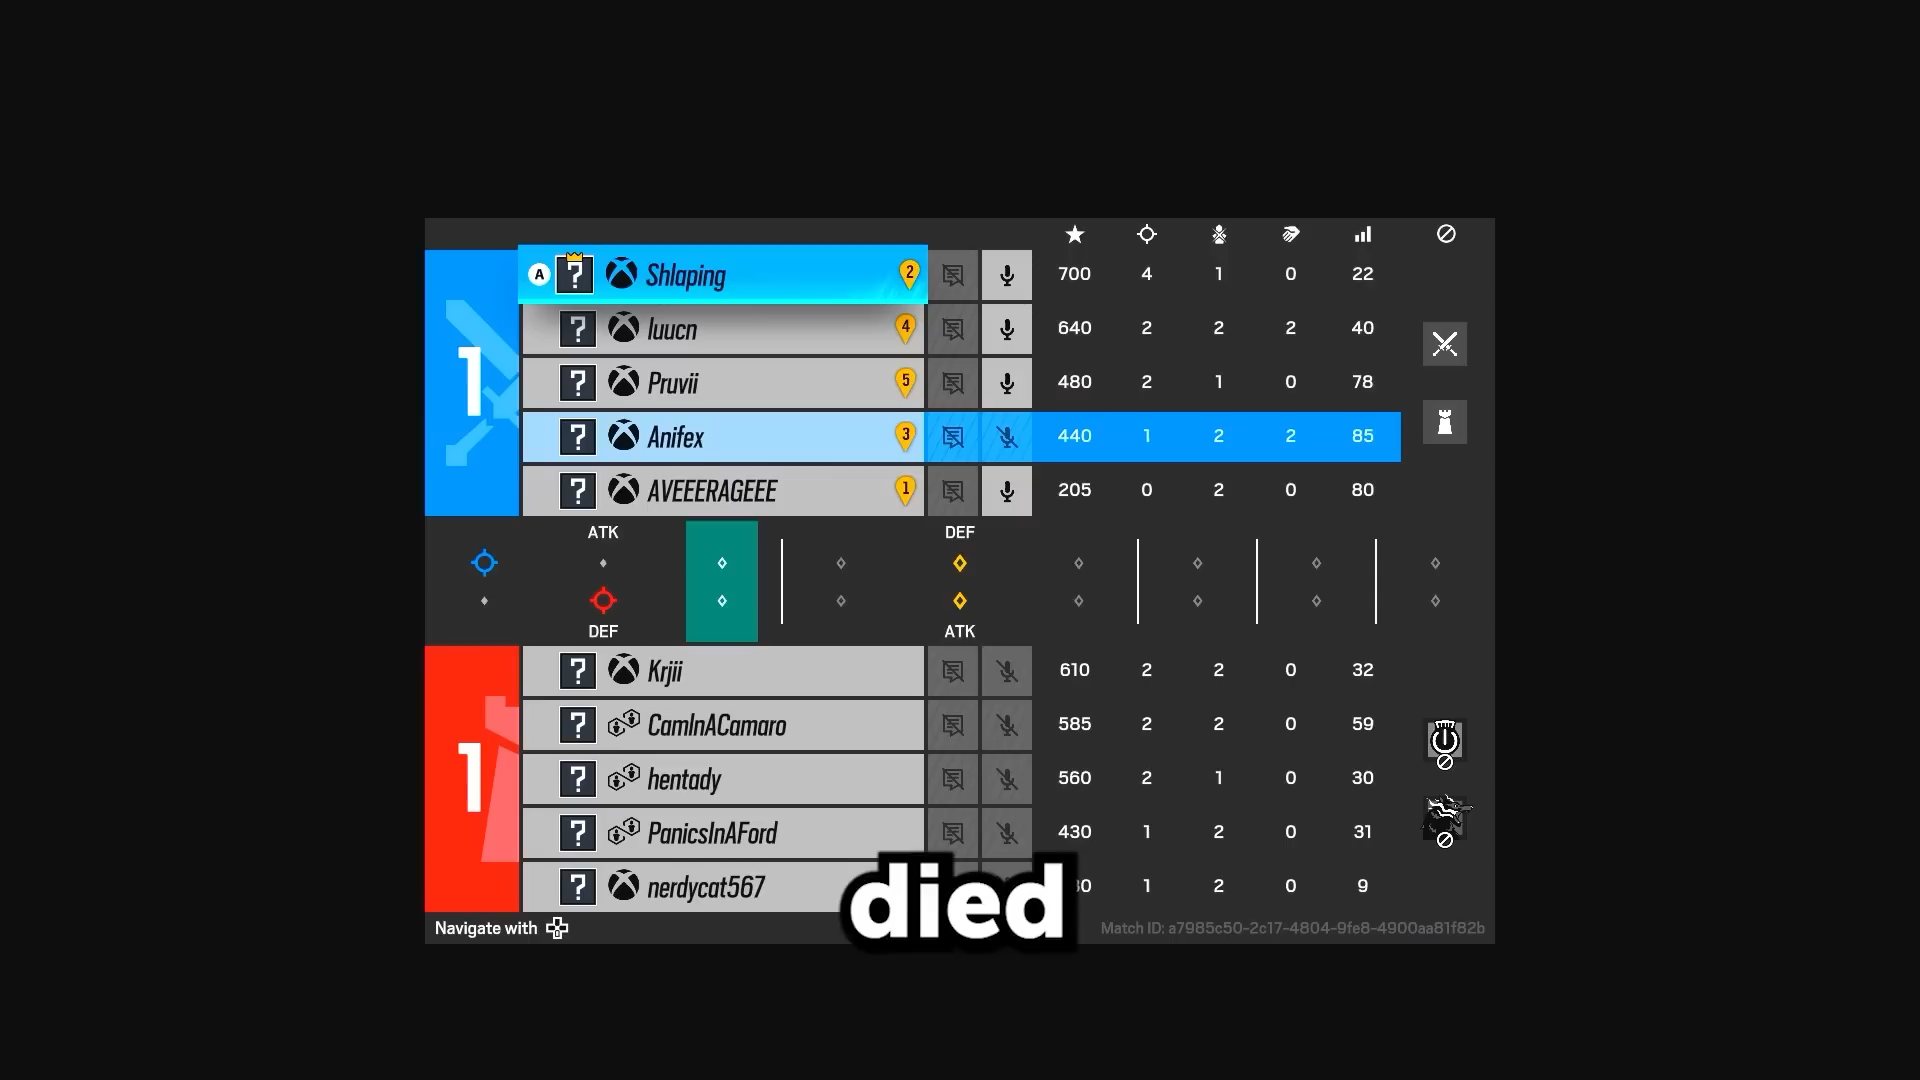 A ? Shlaping 2 700 4 1 0 22
? luucn 4 640 2 2 2 40
1
? Pruvii 5 480 2 1 0 78
? Anifex 3 440 1 2 2 85
? AVEEERAGEEE 1 205 0 2 0 80
ATK DEF
DEF ATK
? Krjii 610 2 2 0 32
? CamInACamaro 585 2 2 0 59
1
? hentady 560 2 1 0 30
? PanicsInAFord 430 1 2 0 31
? nerdycat567 1 2 0 9
died
Navigate with
Match ID: a7985c50-2c17-4804-9fe8-4900aa81f82b